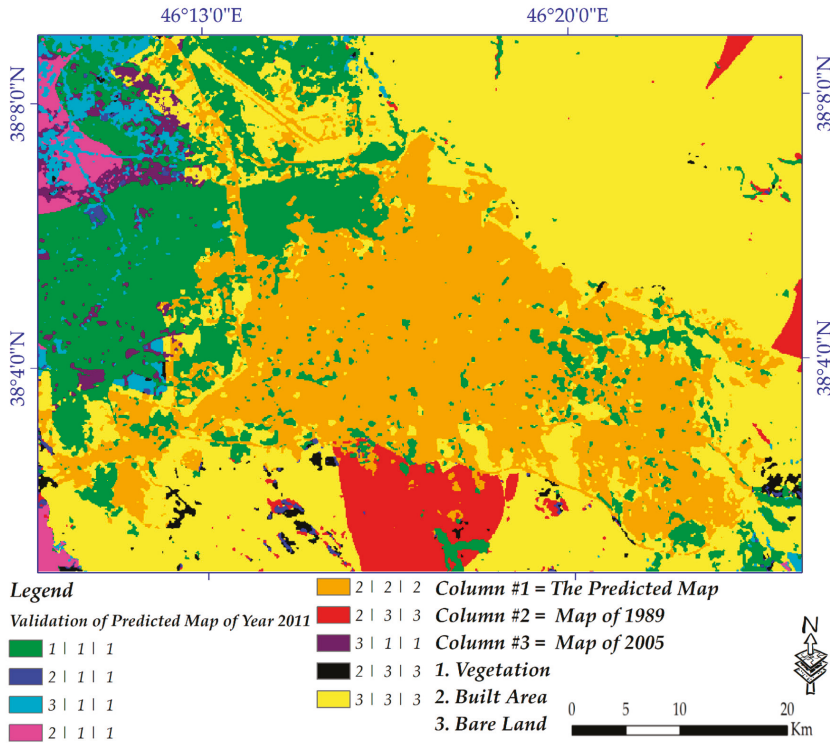 46°13'0"E 46°20'0"E
38°8'0"N 38°8'0"N
38°4'0"N 38°4'0"N
Legend
Validation of Predicted Map of Year 2011
1 | 1 | 1
2 | 1 | 1
3 | 1 | 1
2 | 1 | 1
2 | 2 | 2
2 | 3 | 3
3 | 1 | 1
2 | 3 | 3
3 | 3 | 3
Column #1 = The Predicted Map
Column #2 = Map of 1989
Column #3 = Map of 2005
1. Vegetation
2. Built Area
3. Bare Land
N
0 5 10 20
Km